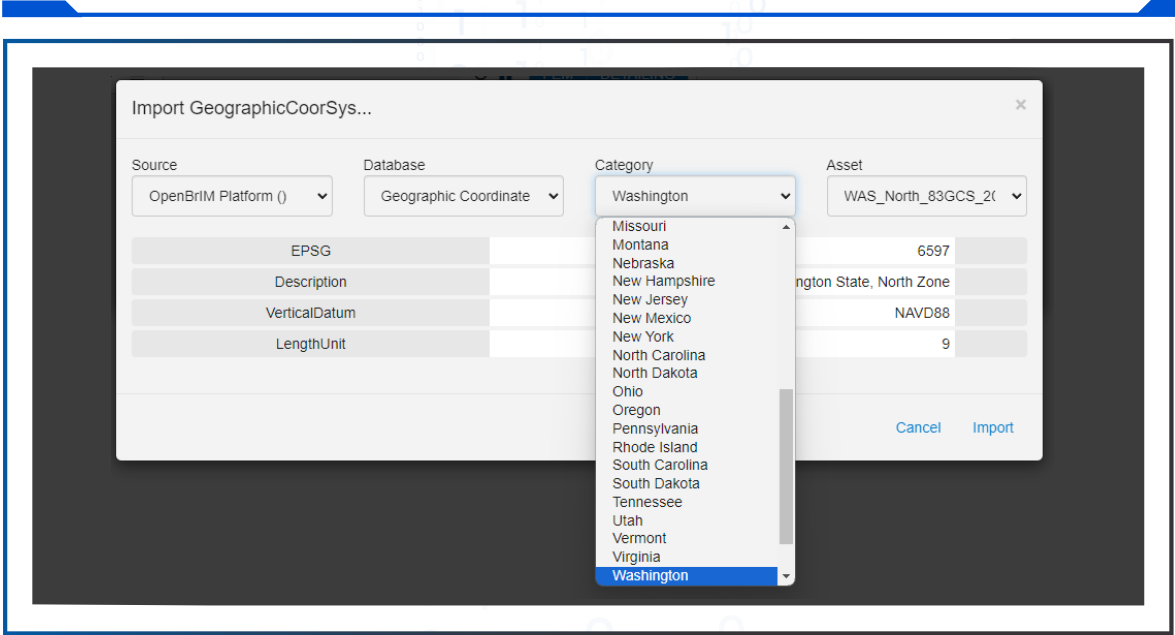 Import GeographicCoorSys...
×
Source Database Category Asset
OpenBrIM Platform () Geographic Coordinate Washington WAS_North_83GCS_2(
EPSG 6597
Description ngton State, North Zone
VerticalDatum NAVD88
LengthUnit 9
Missouri
Montana
Nebraska
New Hampshire
New Jersey
New Mexico
New York
North Carolina
North Dakota
Ohio
Oregon
Pennsylvania
Rhode Island
South Carolina
South Dakota
Tennessee
Utah
Vermont
Virginia
Washington
Cancel Import